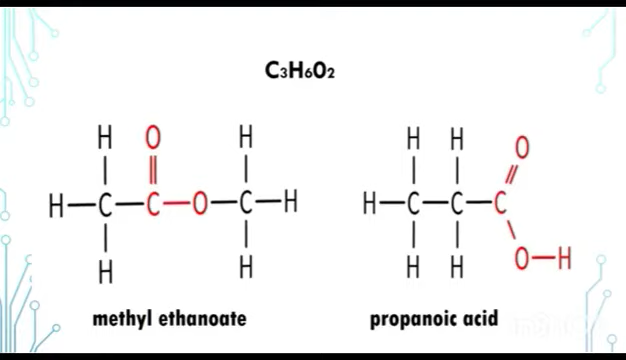 C₃H₆O₂
H O H H H O
H C C O C H H C C C
H H H H O H
methyl ethanoate propanoic acid